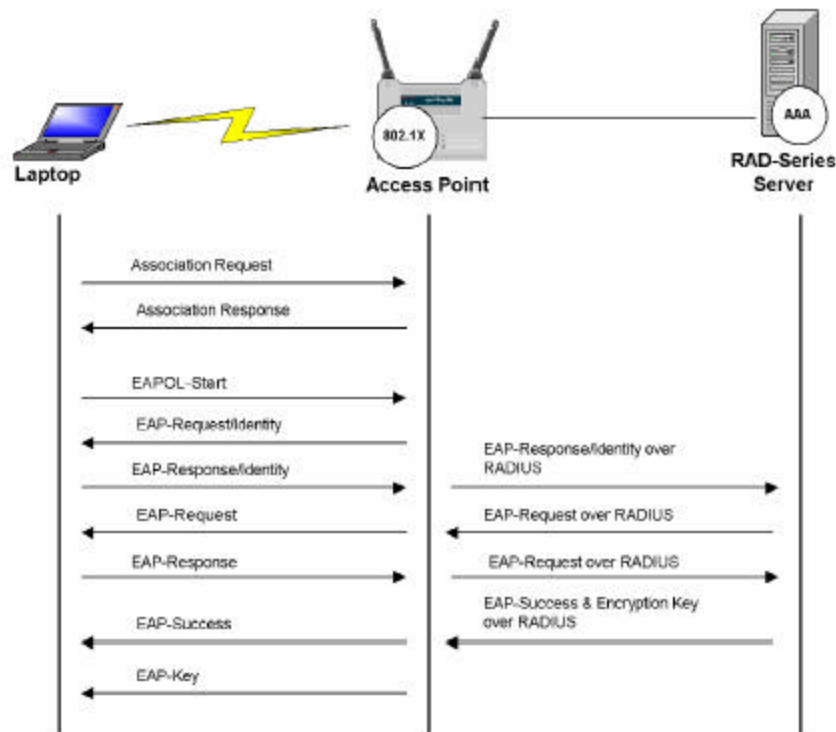 802.1X
AAA
Laptop
Access Point
RAD-Series
Server
Association Request
Association Response
EAPOL-Start
EAP-Request/Identity
EAP-Response/Identity over
RADIUS
EAP-Response/Identity
EAP-Request
EAP-Request over RADIUS
EAP-Response
EAP-Request over RADIUS
EAP-Success & Encryption Key
over RADIUS
EAP-Success
EAP-Key